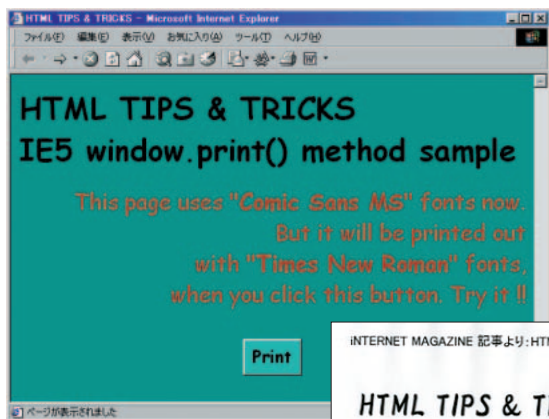 HTML TIPS & TRICKS - Microsoft Internet Explorer
ファイル(F) 編集(E) 表示(V) お気に入り(A) ツール(T) ヘルプ(H)
HTML TIPS & TRICKS
IE5 window.print() method sample
This page uses "Comic Sans MS" fonts now.
But it will be printed out
with "Times New Roman" fonts,
when you click this button. Try it !!
Print
ページが表示されました
iNTERNET MAGAZINE 記事より:HTM
HTML TIPS & T